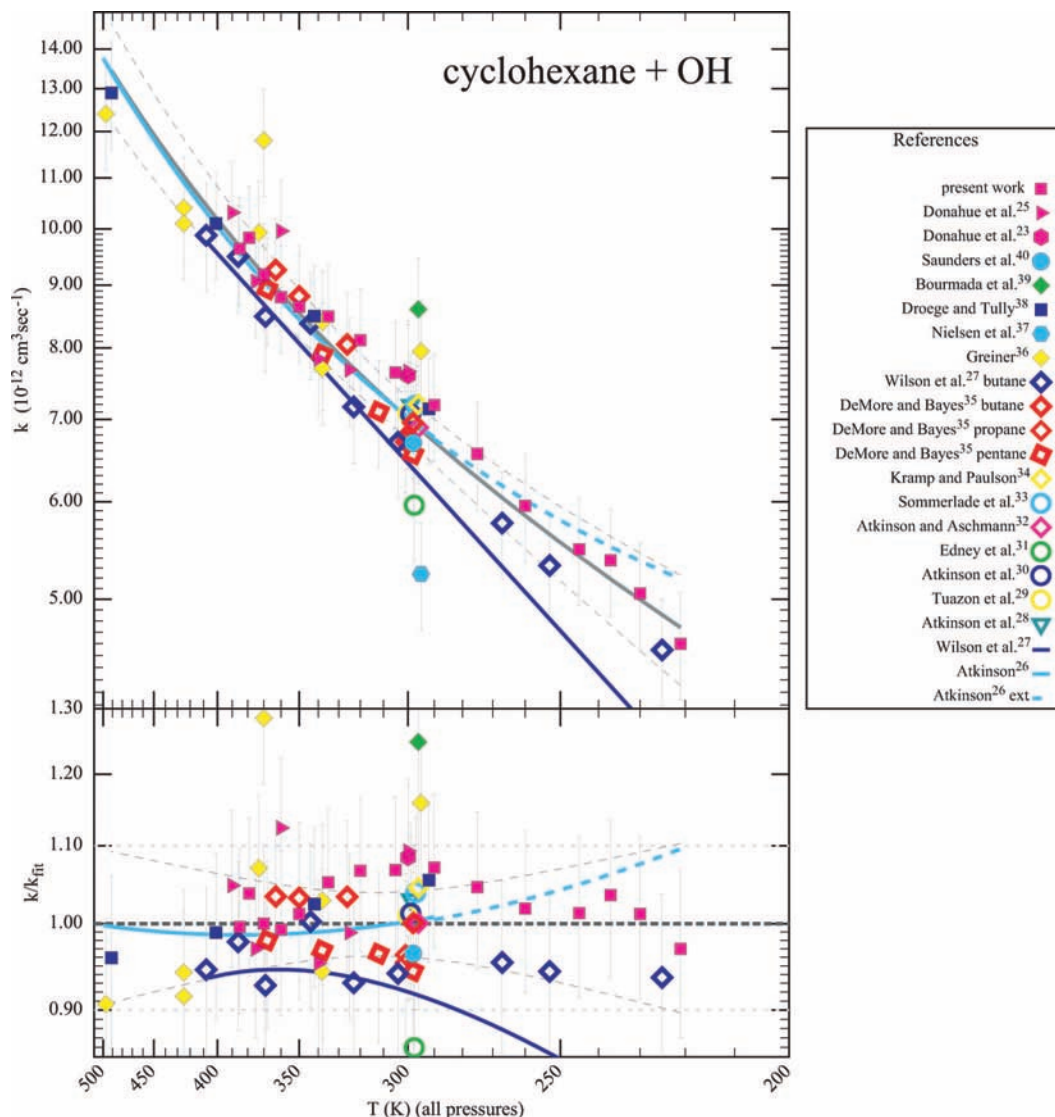 cyclohexane + OH
14.00
13.00
12.00
11.00
10.00
9.00
8.00
7.00
6.00
5.00
k (10-12 cm3sec-1)
1.30
1.20
1.10
1.00
0.90
k/kfit
500
450
400
350
300
250
200
T (K) (all pressures)
References
present work
Donahue et al.25
Donahue et al.23
Saunders et al.40
Bourmada et al.39
Droege and Tully38
Nielsen et al.37
Greiner36
Wilson et al.27 butane
DeMore and Bayes35 butane
DeMore and Bayes35 propane
DeMore and Bayes35 pentane
Kramp and Paulson34
Sommerlade et al.33
Atkinson and Aschmann32
Edney et al.31
Atkinson et al.30
Tuazon et al.29
Atkinson et al.28
Wilson et al.27
Atkinson26
Atkinson26 ext